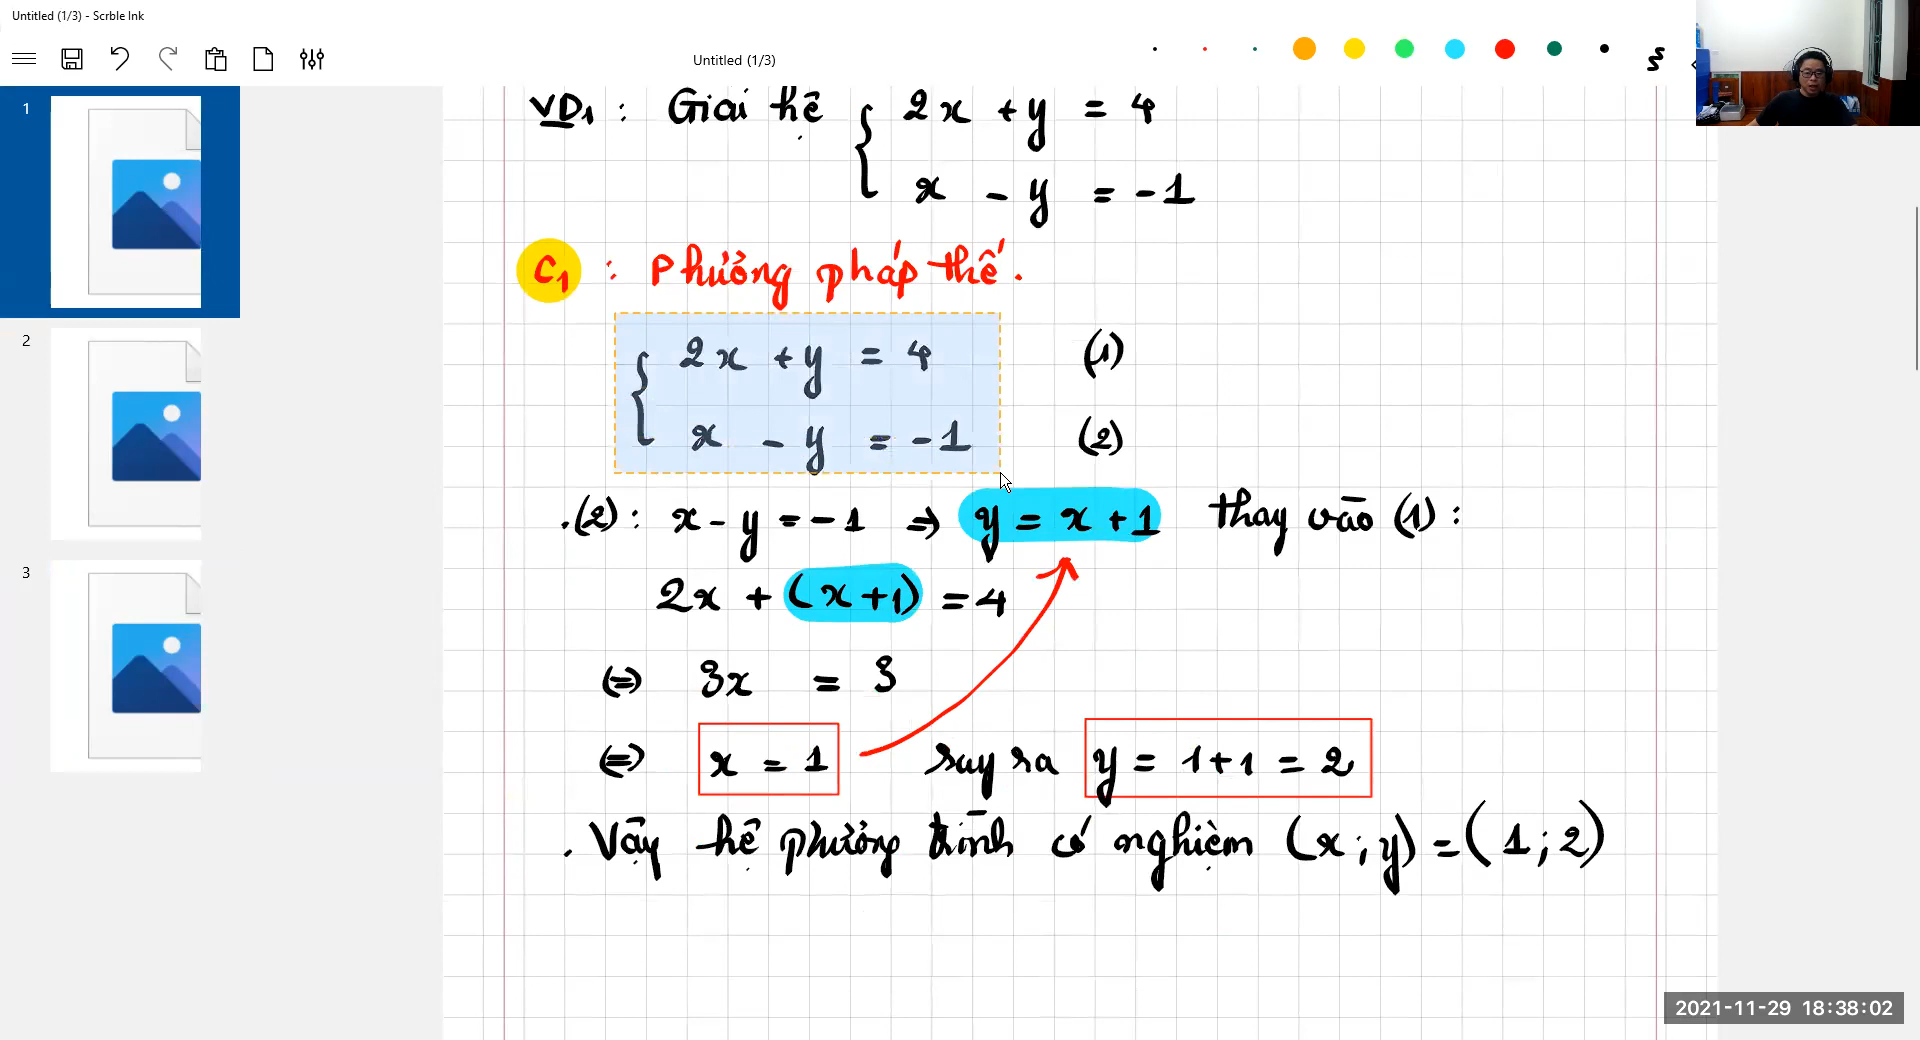 Untitled (1/3) - Scrble Ink
Untitled (1/3)
1
2
3
VD₁ : Giải hệ { 2x + y = 4
x - y = -1
C₁ : Phương pháp thế.
{ 2x + y = 4 (1)
x - y = -1 (2)
.(2): x - y = -1 => y = x + 1 thay vào (1) :
2x + (x+1) = 4
(=) 3x = 3
(=) x = 1 suy ra y = 1+1 = 2
. Vậy hệ phương trình có nghiệm (x ; y) = (1 ; 2)
2021-11-29 18:38:02